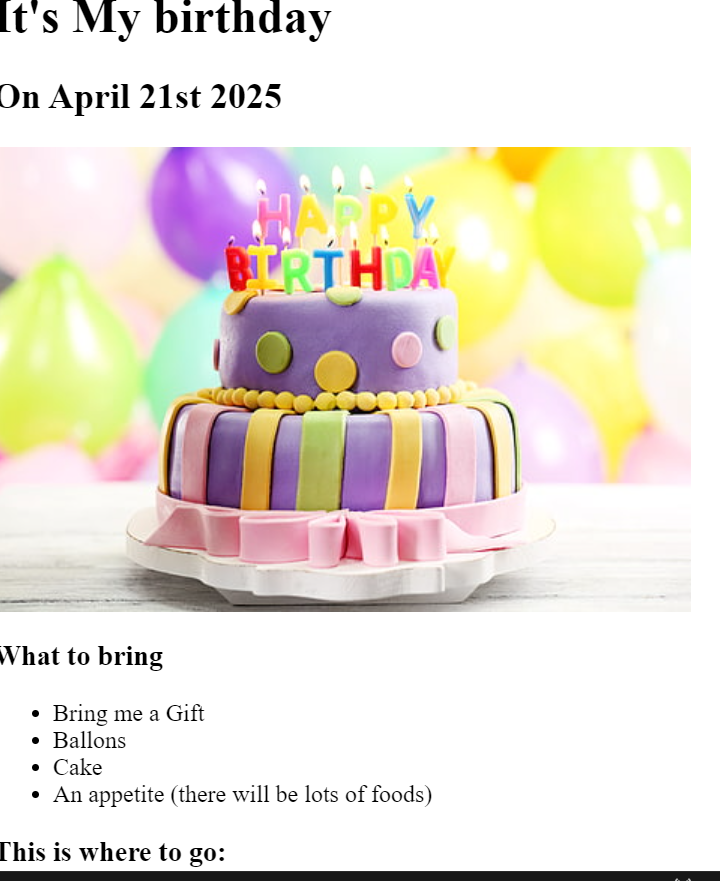 It's My birthday
On April 21st 2025
HAPPY
BIRTHDAY
What to bring
Bring me a Gift
Ballons
Cake
An appetite (there will be lots of foods)
This is where to go: